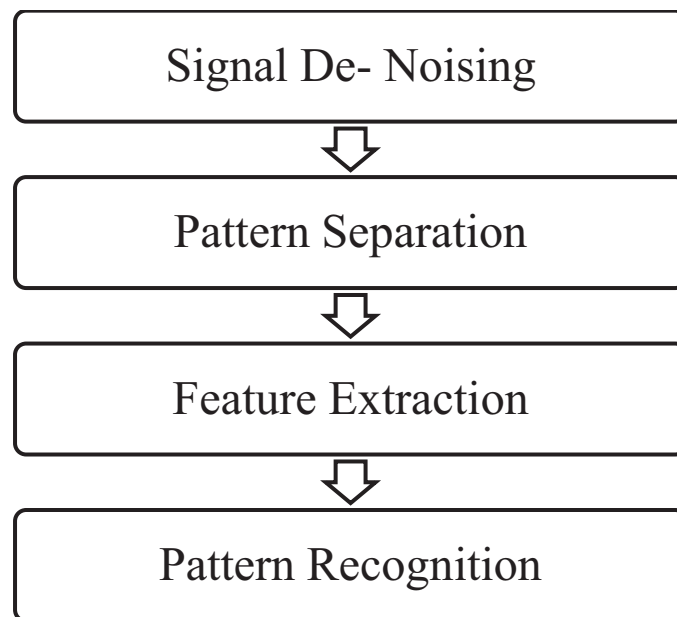 Signal De- Noising
Pattern Separation
Feature Extraction
Pattern Recognition